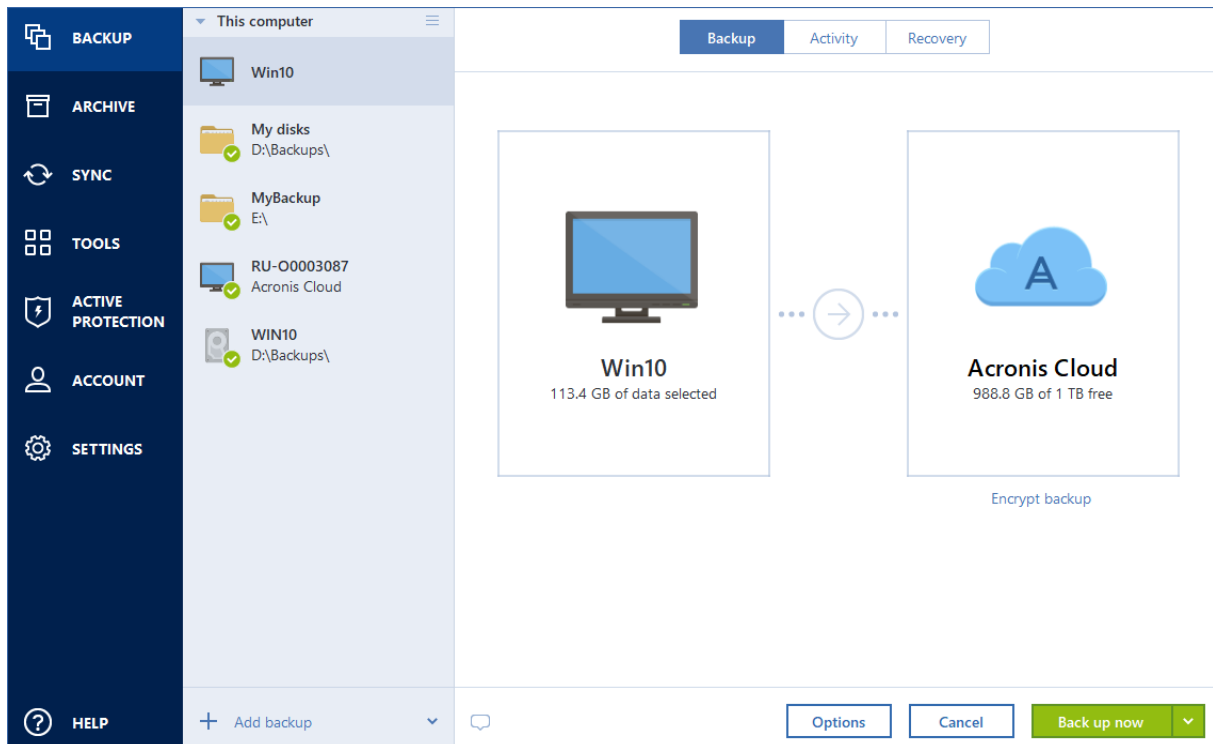 BACKUP
ARCHIVE
SYNC
TOOLS
ACTIVE
PROTECTION
ACCOUNT
SETTINGS
HELP
This computer
Win10
My disks
D:\Backups\
MyBackup
E:\
RU-O0003087
Acronis Cloud
WIN10
D:\Backups\
Add backup
Backup Activity Recovery
Win10
113.4 GB of data selected
A
Acronis Cloud
988.8 GB of 1 TB free
Encrypt backup
Options Cancel Back up now